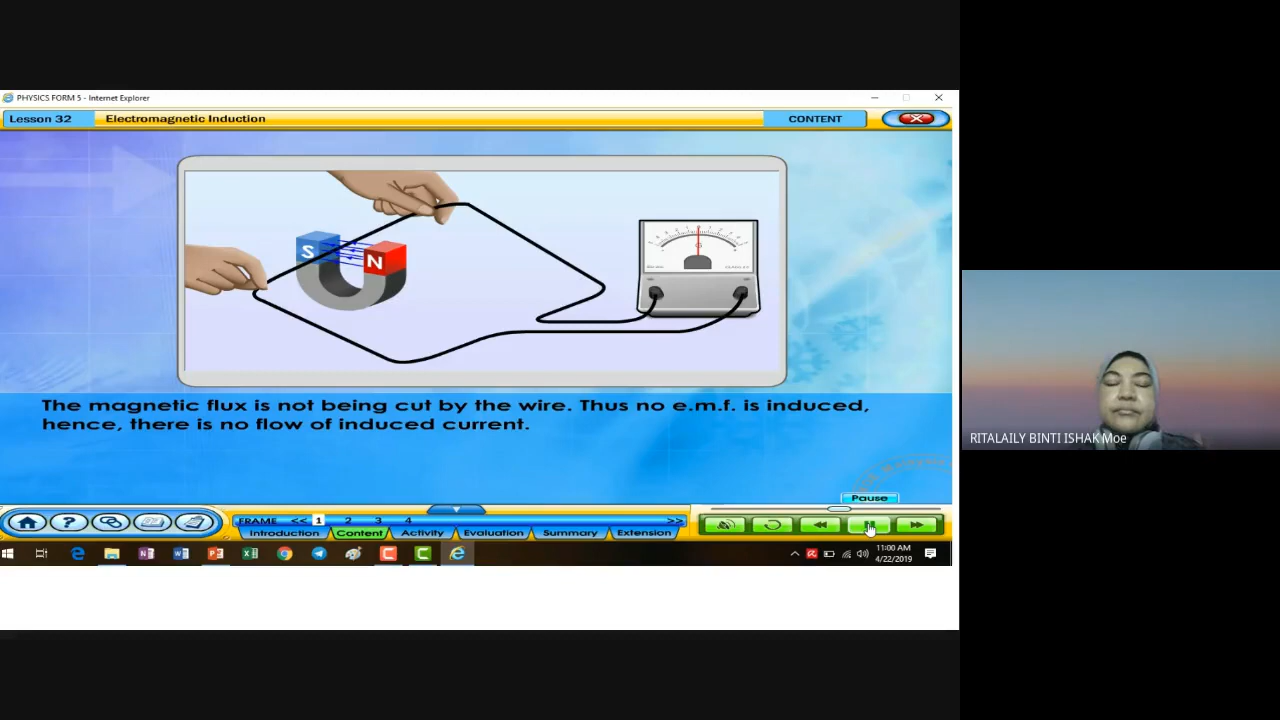 PHYSICS FORM 5 - Internet Explorer
Lesson 32
Electromagnetic Induction
CONTENT
S
N
G
The magnetic flux is not being cut by the wire. Thus no e.m.f. is induced,
hence, there is no flow of induced current.
Pause
FRAME << 1 2 3 4 >>
Introduction Content Activity Evaluation Summary Extension
11:00 AM
4/22/2019
RITALAILY BINTI ISHAK Moe